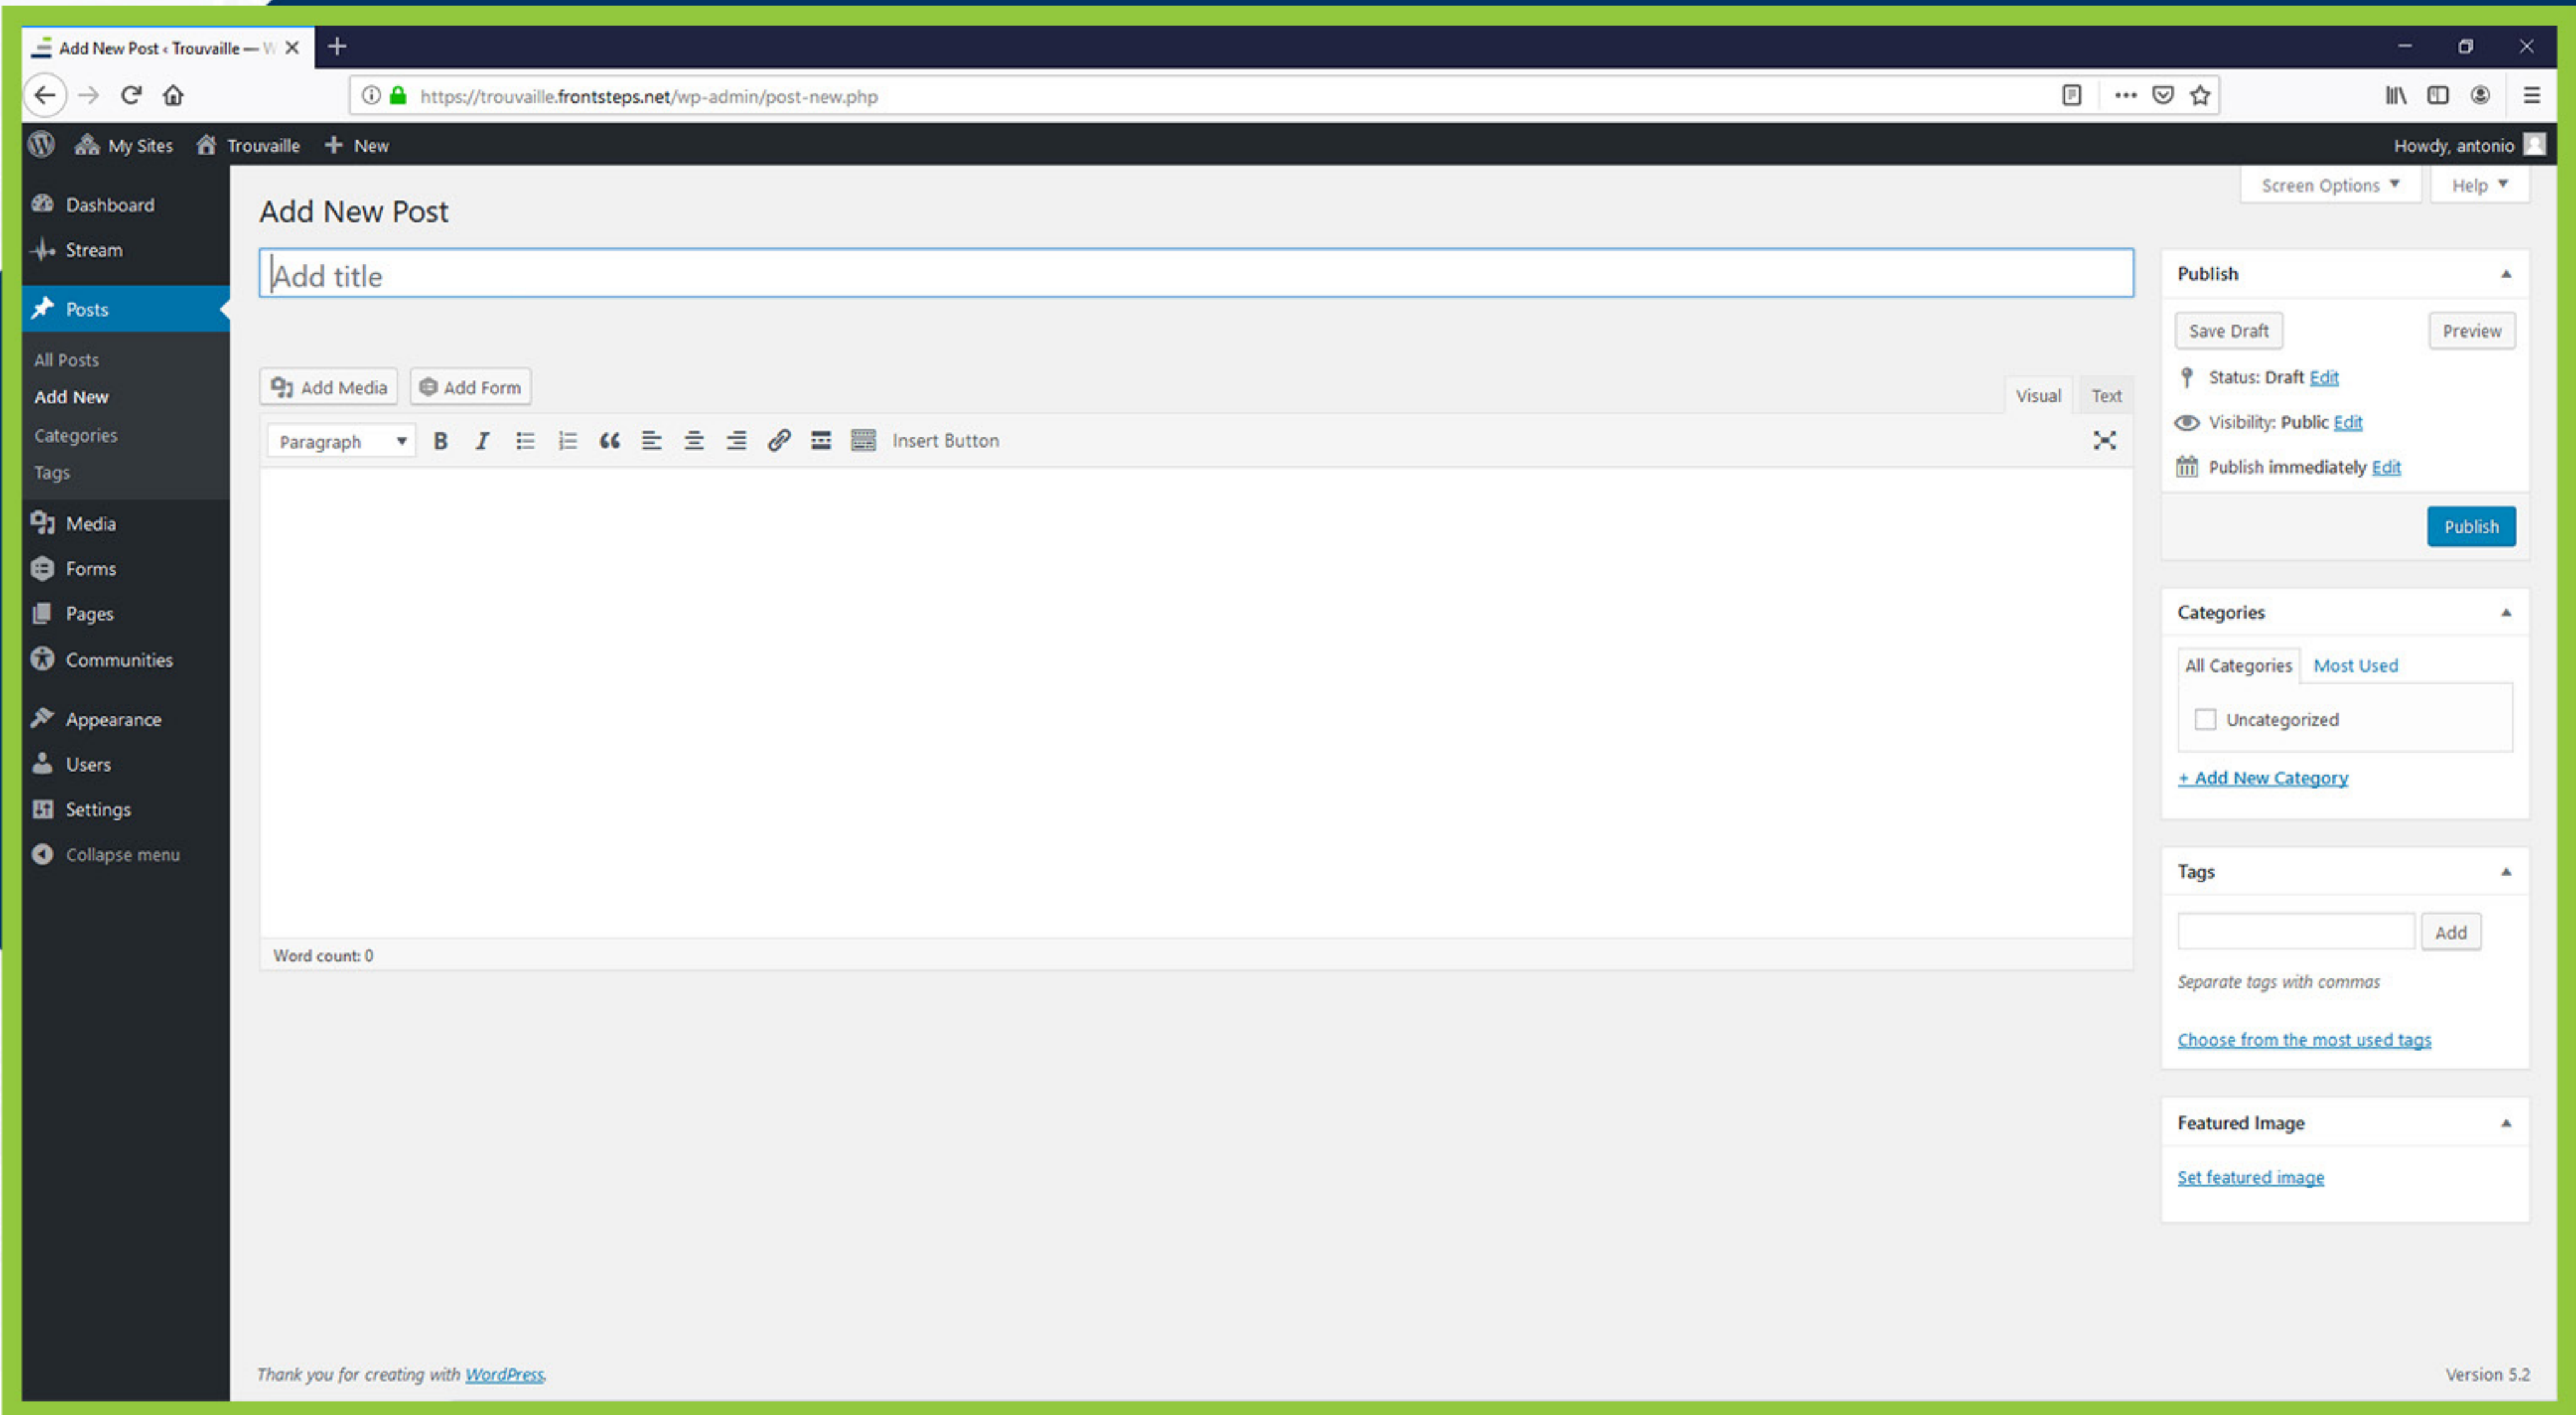 Add New Post ‹ Trouvaille — W
https://trouvaille.frontsteps.net/wp-admin/post-new.php
My Sites Trouvaille + New Howdy, antonio
Screen Options Help
Dashboard
Stream
Posts
All Posts
Add New
Categories
Tags
Media
Forms
Pages
Communities
Appearance
Users
Settings
Collapse menu
Add New Post
Add title
Add Media Add Form Visual Text
Paragraph B I Insert Button
Word count: 0
Publish
Save Draft Preview
Status: Draft Edit
Visibility: Public Edit
Publish immediately Edit
Publish
Categories
All Categories Most Used
Uncategorized
+ Add New Category
Tags
Add
Separate tags with commas
Choose from the most used tags
Featured Image
Set featured image
Thank you for creating with WordPress. Version 5.2